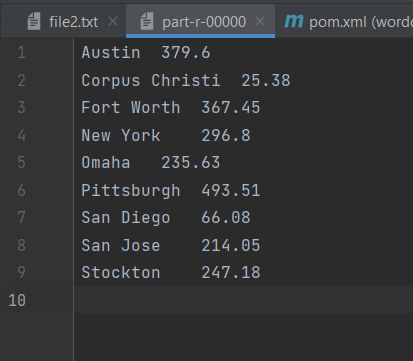 file2.txt part-r-00000 m pom.xml (wordc
1 Austin 379.6
2 Corpus Christi 25.38
3 Fort Worth 367.45
4 New York 296.8
5 Omaha 235.63
6 Pittsburgh 493.51
7 San Diego 66.08
8 San Jose 214.05
9 Stockton 247.18
10